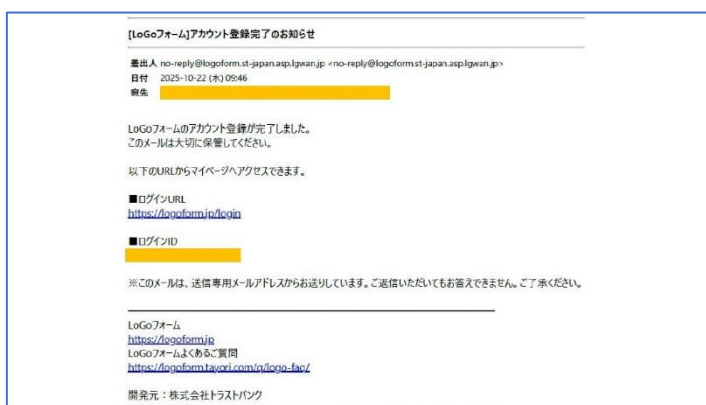 [LoGoフォーム]アカウント登録完了のお知らせ
差出人 no-reply@logoform.st-japan.asp.lgwan.jp <no-reply@logoform.st-japan.asp.lgwan.jp>
日付 2025-10-22 (水) 09:46
宛先
LoGoフォームのアカウント登録が完了しました。
このメールは大切に保管してください。
以下のURLからマイページへアクセスできます。
■ログインURL
https://logoform.jp/login
■ログインID
※このメールは、送信専用メールアドレスからお送りしています。ご返信いただいてもお答えできません。ご了承ください。
LoGoフォーム
https://logoform.jp
LoGoフォームよくあるご質問
https://logoform.tayori.com/q/logo-faq/
開発元：株式会社トラストバンク